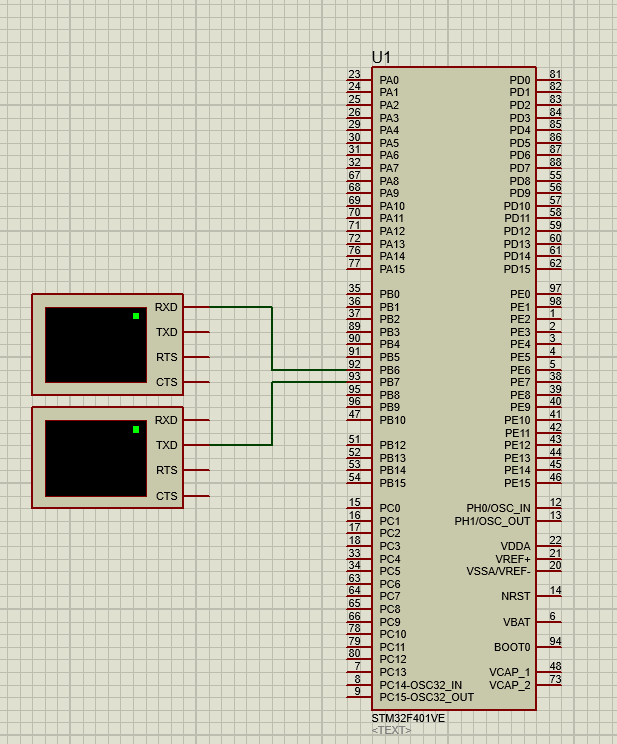 U1
23 PA0 PD0 81
24 PA1 PD1 82
25 PA2 PD2 83
26 PA3 PD3 84
29 PA4 PD4 85
30 PA5 PD5 86
31 PA6 PD6 87
32 PA7 PD7 88
67 PA8 PD8 55
68 PA9 PD9 56
69 PA10 PD10 57
70 PA11 PD11 58
71 PA12 PD12 59
72 PA13 PD13 60
76 PA14 PD14 61
77 PA15 PD15 62
35 PB0 PE0 97
RXD 36 PB1 PE1 98
37 PB2 PE2 1
TXD 89 PB3 PE3 2
90 PB4 PE4 3
RTS 91 PB5 PE5 4
92 PB6 PE6 5
CTS 93 PB7 PE7 38
95 PB8 PE8 39
96 PB9 PE9 40
RXD 47 PB10 PE10 41
PE11 42
TXD 51 PB12 PE12 43
52 PB13 PE13 44
RTS 53 PB14 PE14 45
54 PB15 PE15 46
CTS
15 PC0 PH0/OSC_IN 12
16 PC1 PH1/OSC_OUT 13
17 PC2
18 PC3 VDDA 22
33 PC4 VREF+ 21
34 PC5 VSSA/VREF- 20
63 PC6
64 PC7 NRST 14
65 PC8
66 PC9 VBAT 6
78 PC10
79 PC11 BOOT0 94
80 PC12
7 PC13 VCAP_1 48
8 PC14-OSC32_IN VCAP_2 73
9 PC15-OSC32_OUT
STM32F401VE
<TEXT>